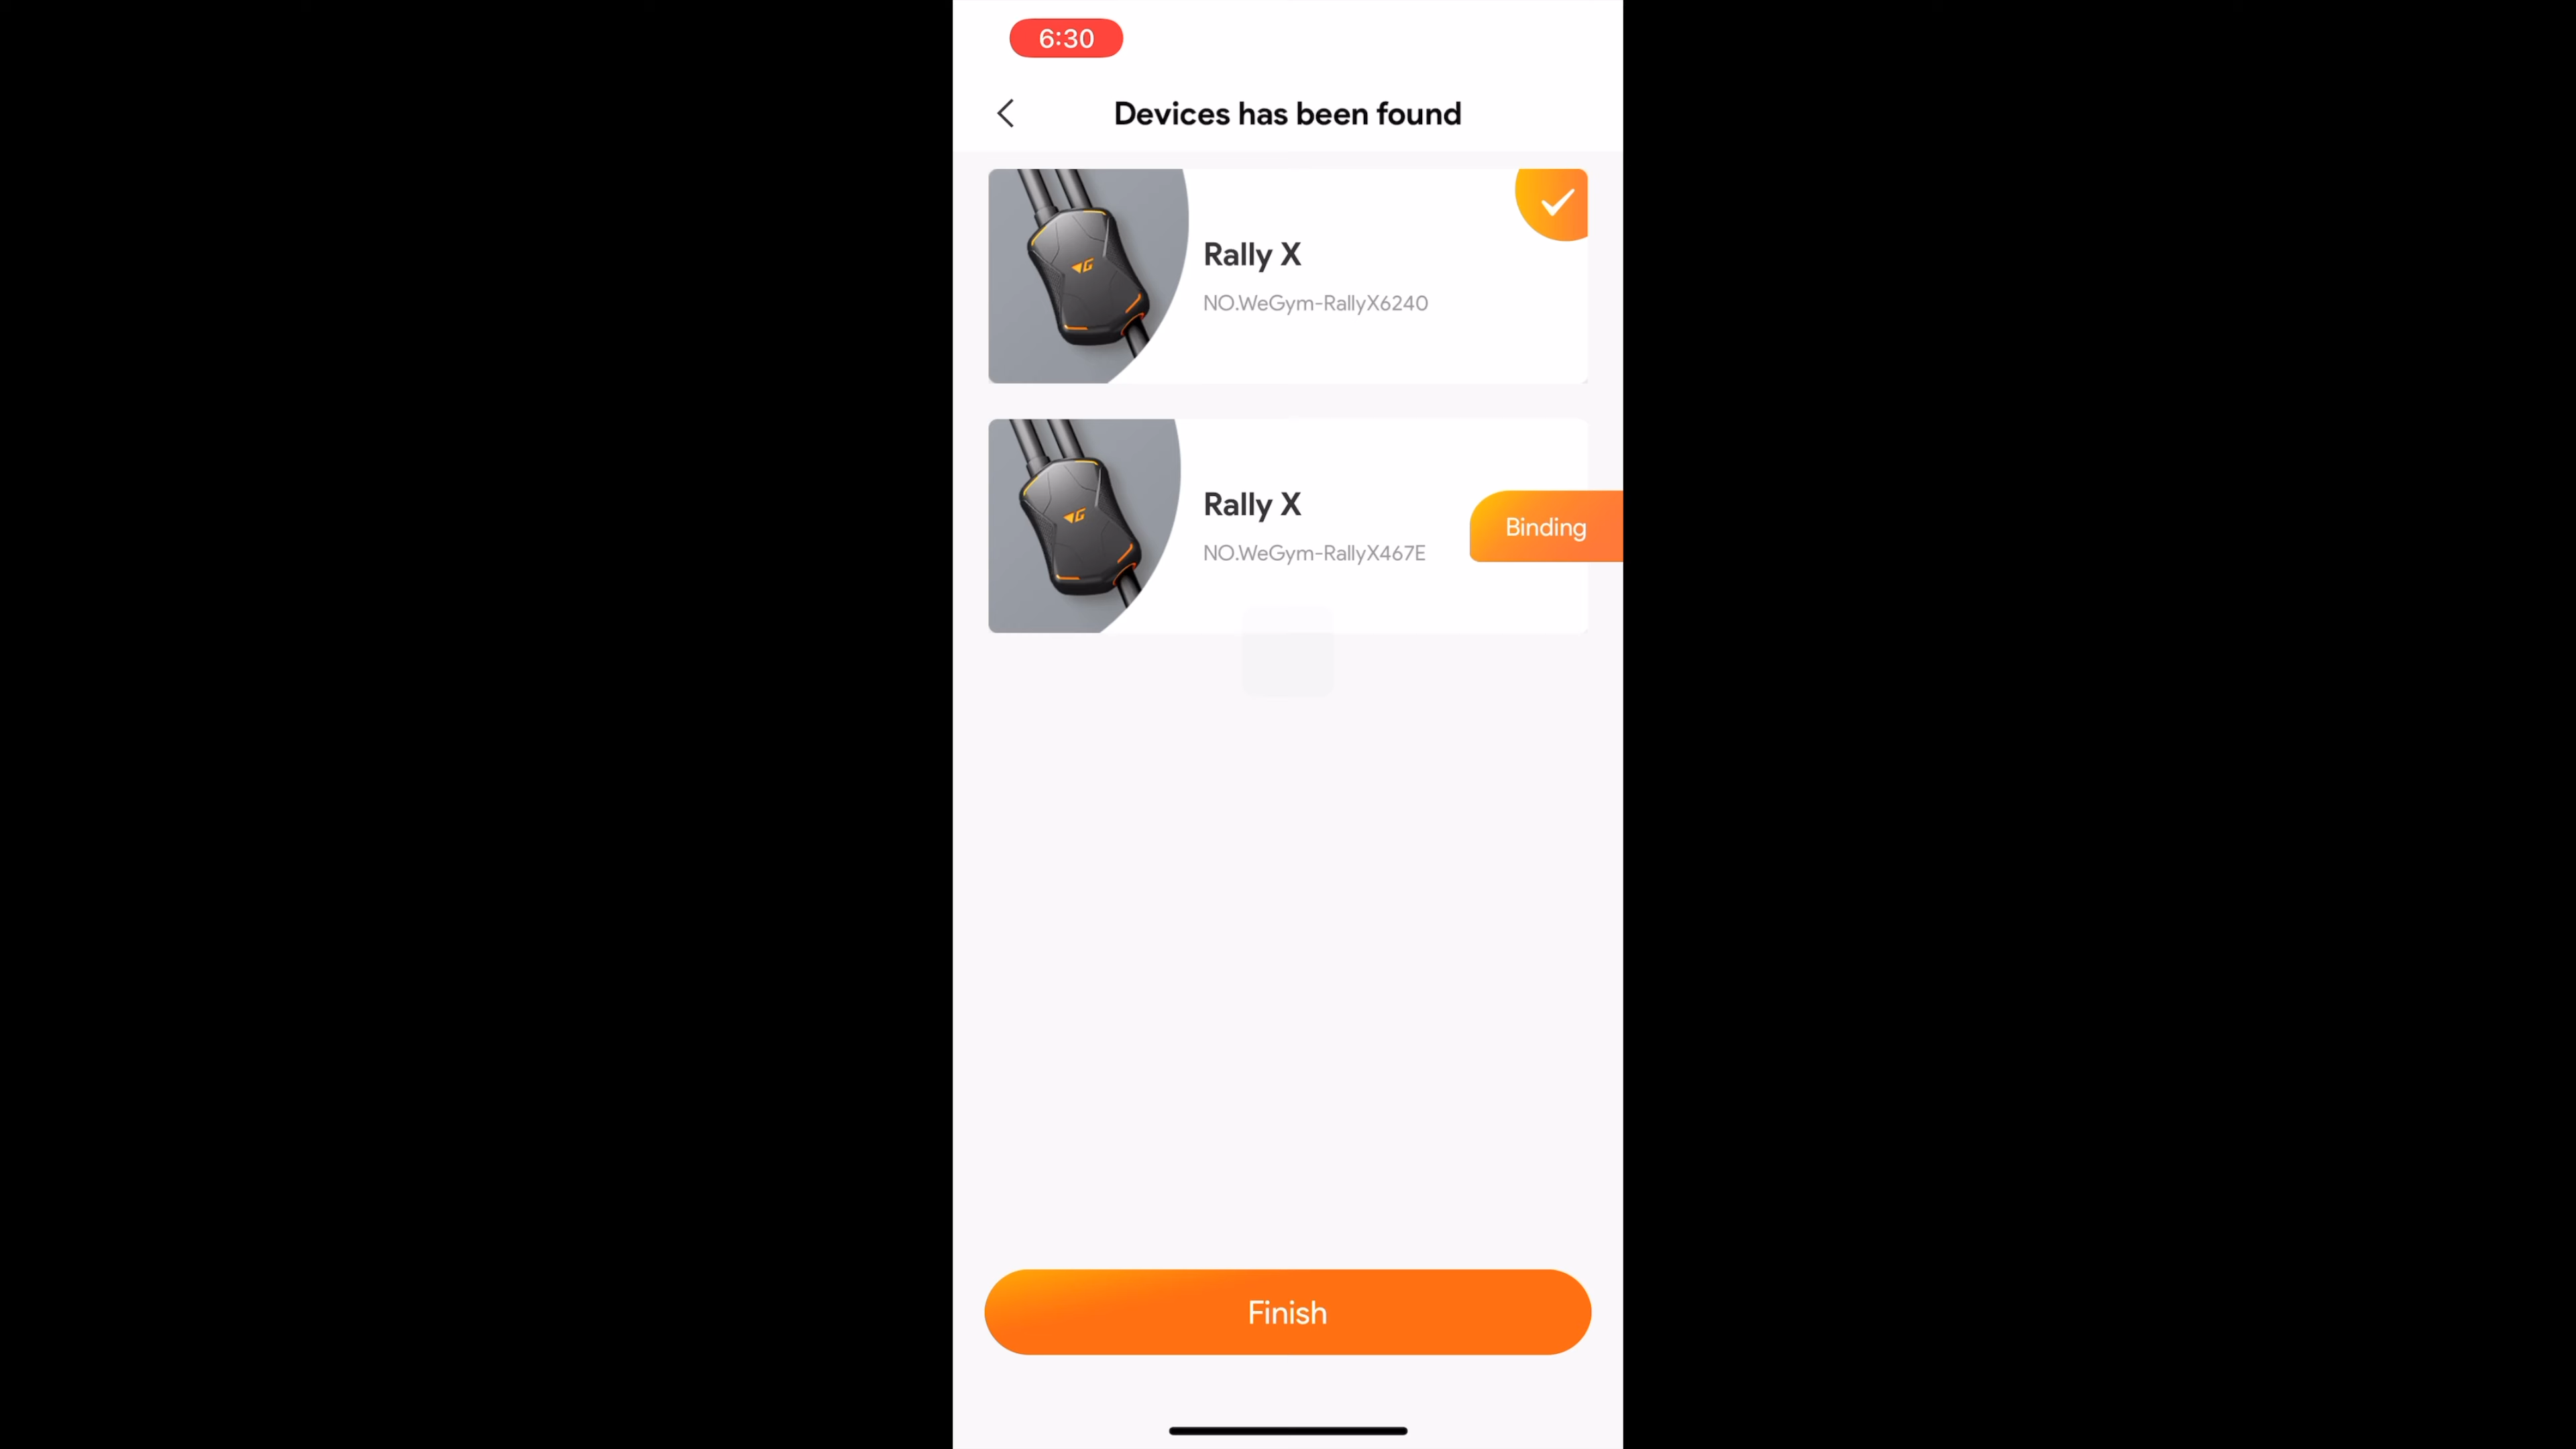 6:30
Devices has been found
Rally X
NO.WeGym-RallyX6240
Rally X
NO.WeGym-RallyX467E
Binding
Finish